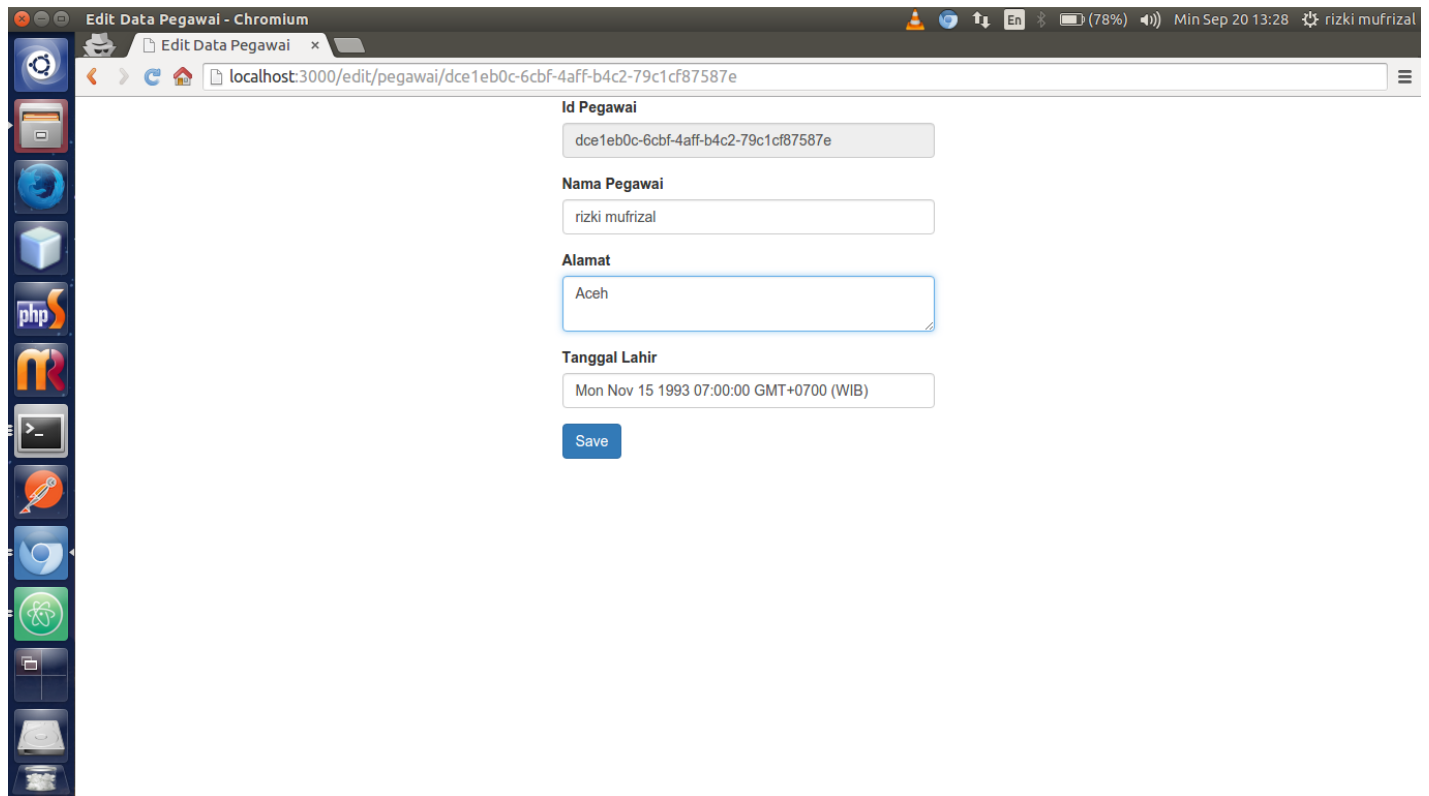 Edit Data Pegawai - Chromium
En
(78%)
Min Sep 20 13:28
rizki mufrizal
Edit Data Pegawai ×
localhost:3000/edit/pegawai/dce1eb0c-6cbf-4aff-b4c2-79c1cf87587e
Id Pegawai
dce1eb0c-6cbf-4aff-b4c2-79c1cf87587e
Nama Pegawai
rizki mufrizal
Alamat
Aceh
Tanggal Lahir
Mon Nov 15 1993 07:00:00 GMT+0700 (WIB)
Save
php S
R
>_